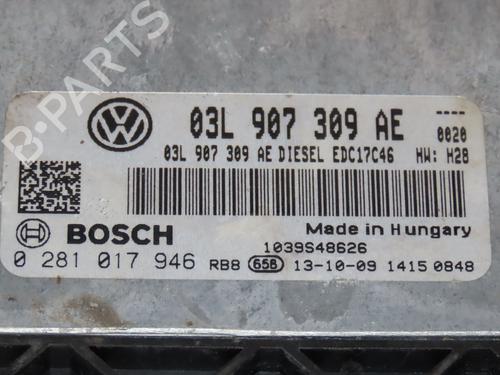 B-PARTS
03L 907 309 AE ----
0020
03L 907 309 AE DIESEL EDC17C46 HW: H28
Made in Hungary
BOSCH 1039S48626
0 281 017 946 RB8 65B 13-10-09 1415 0848